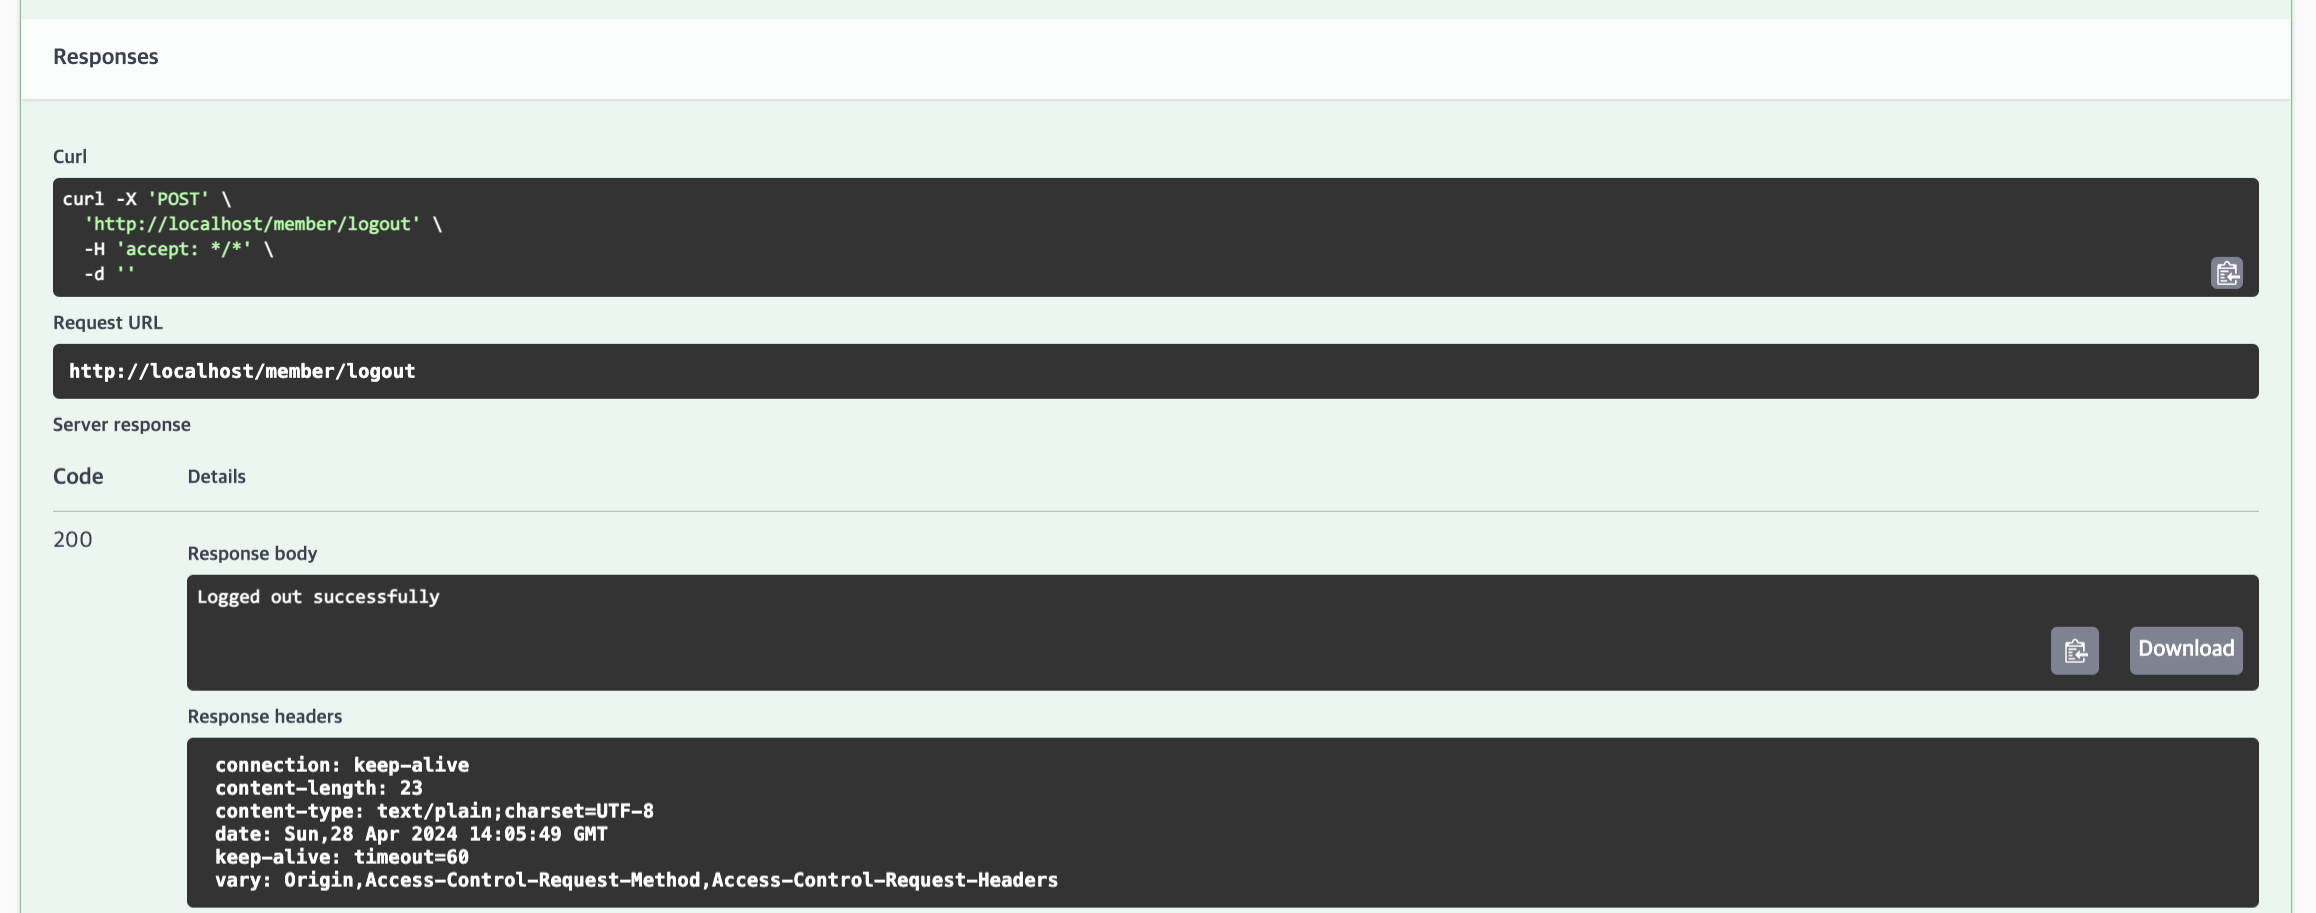 Responses
Curl
curl -X 'POST' \
'http://localhost/member/logout' \
-H 'accept: */*' \
-d ''
Request URL
http://localhost/member/logout
Server response
Code Details
200
Response body
Logged out successfully
Download
Response headers
connection: keep-alive
content-length: 23
content-type: text/plain;charset=UTF-8
date: Sun,28 Apr 2024 14:05:49 GMT
keep-alive: timeout=60
vary: Origin,Access-Control-Request-Method,Access-Control-Request-Headers